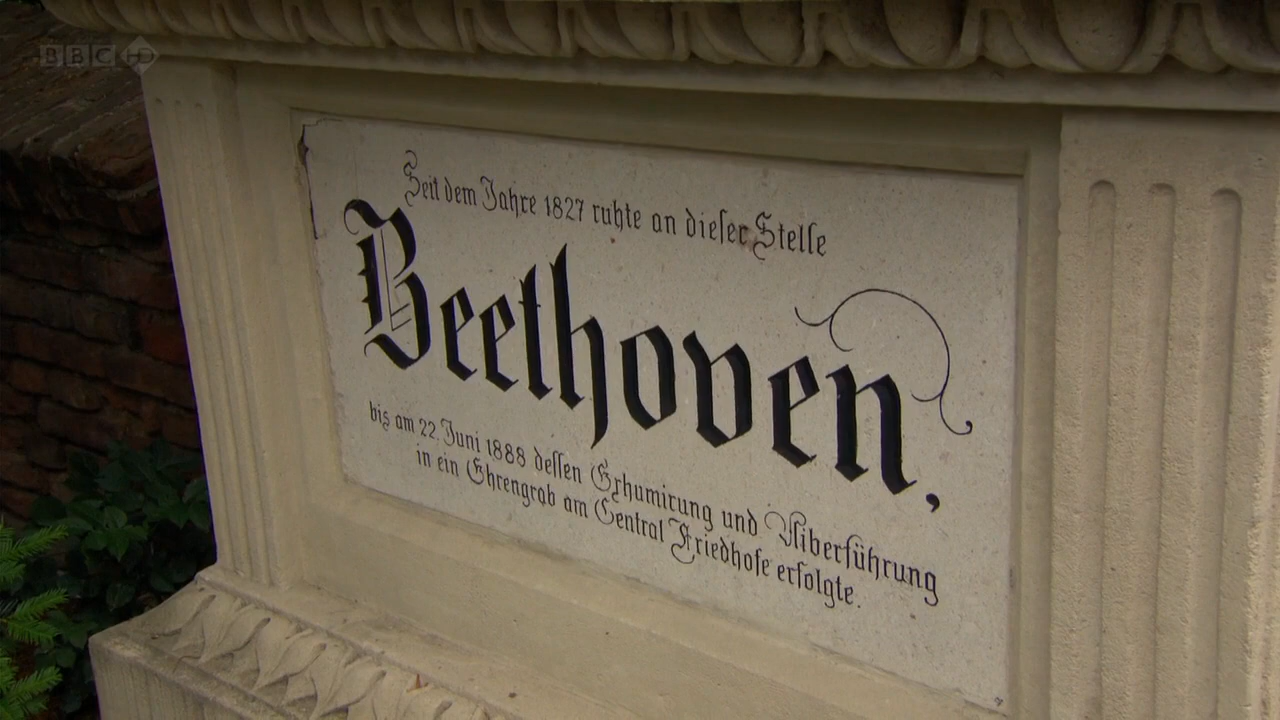 BBC HD
Seit dem Jahre 1827 ruhte an dieser Stelle
Beethoven,
bis am 22. Juni 1888 dessen Exhumirung und Uiberführung
in ein Ehrengrab am Central Friedhofe erfolgte.